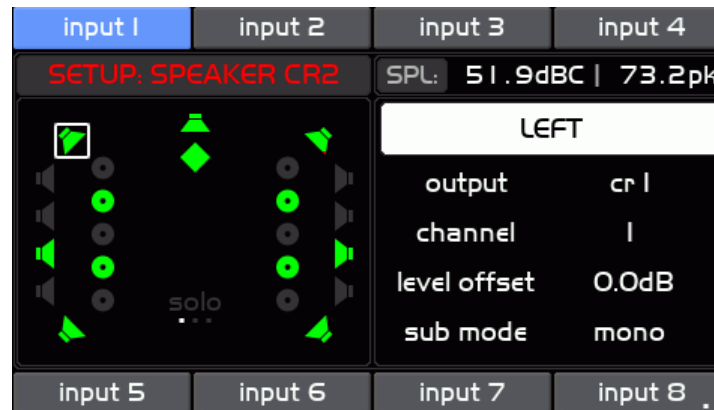 input 1 input 2 input 3 input 4
SETUP: SPEAKER CR2 SPL: 51.9dBC | 73.2pk
LEFT
output cr 1
channel 1
level offset 0.0dB
solo
sub mode mono
input 5 input 6 input 7 input 8